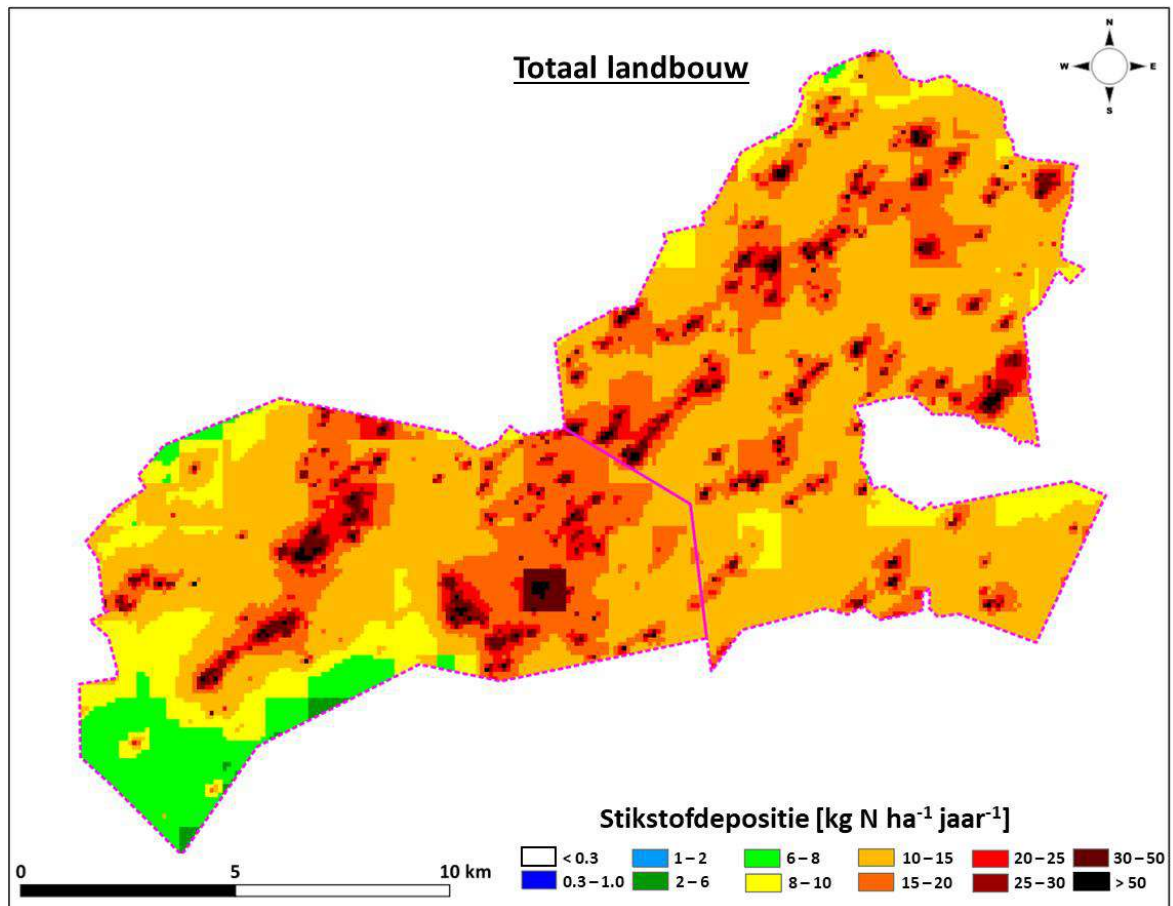 Totaal landbouw
N
W E
S
Stikstofdepositie [kg N ha⁻¹ jaar⁻¹]
< 0.3 1 – 2 6 – 8 10 – 15 20 – 25 30 – 50
0.3 – 1.0 2 – 6 8 – 10 15 – 20 25 – 30 > 50
0 5 10 km